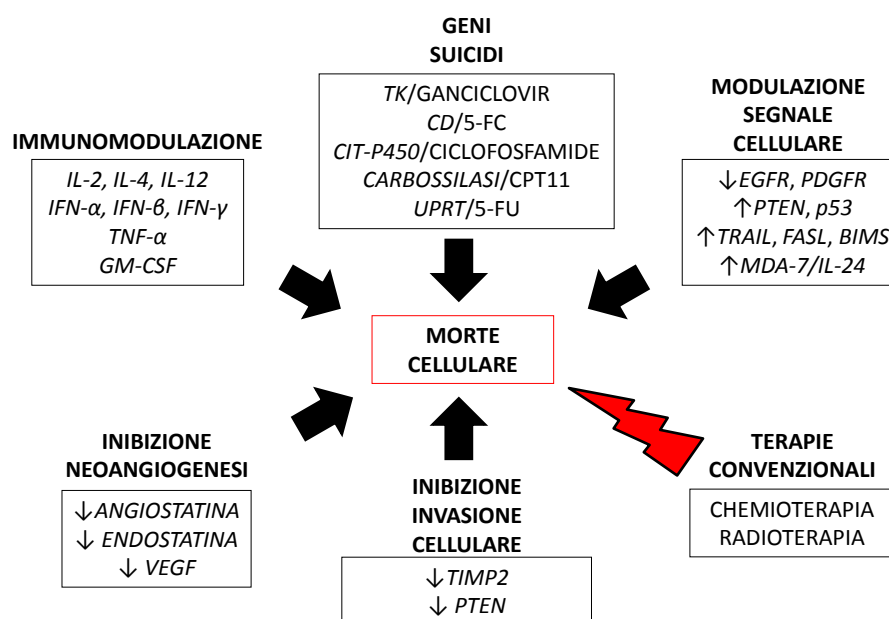 GENI
SUICIDI
TK/GANCICLOVIR
CD/5-FC
CIT-P450/CICLOFOSFAMIDE
CARBOSSILASI/CPT11
UPRT/5-FU
MODULAZIONE
SEGNALE
CELLULARE
↓EGFR, PDGFR
↑PTEN, p53
↑TRAIL, FASL, BIMS
↑MDA-7/IL-24
IMMUNOMODULAZIONE
IL-2, IL-4, IL-12
IFN-α, IFN-β, IFN-γ
TNF-α
GM-CSF
MORTE
CELLULARE
INIBIZIONE
NEOANGIOGENESI
↓ANGIOSTATINA
↓ ENDOSTATINA
↓ VEGF
INIBIZIONE
INVASIONE
CELLULARE
↓TIMP2
↓ PTEN
TERAPIE
CONVENZIONALI
CHEMIOTERAPIA
RADIOTERAPIA